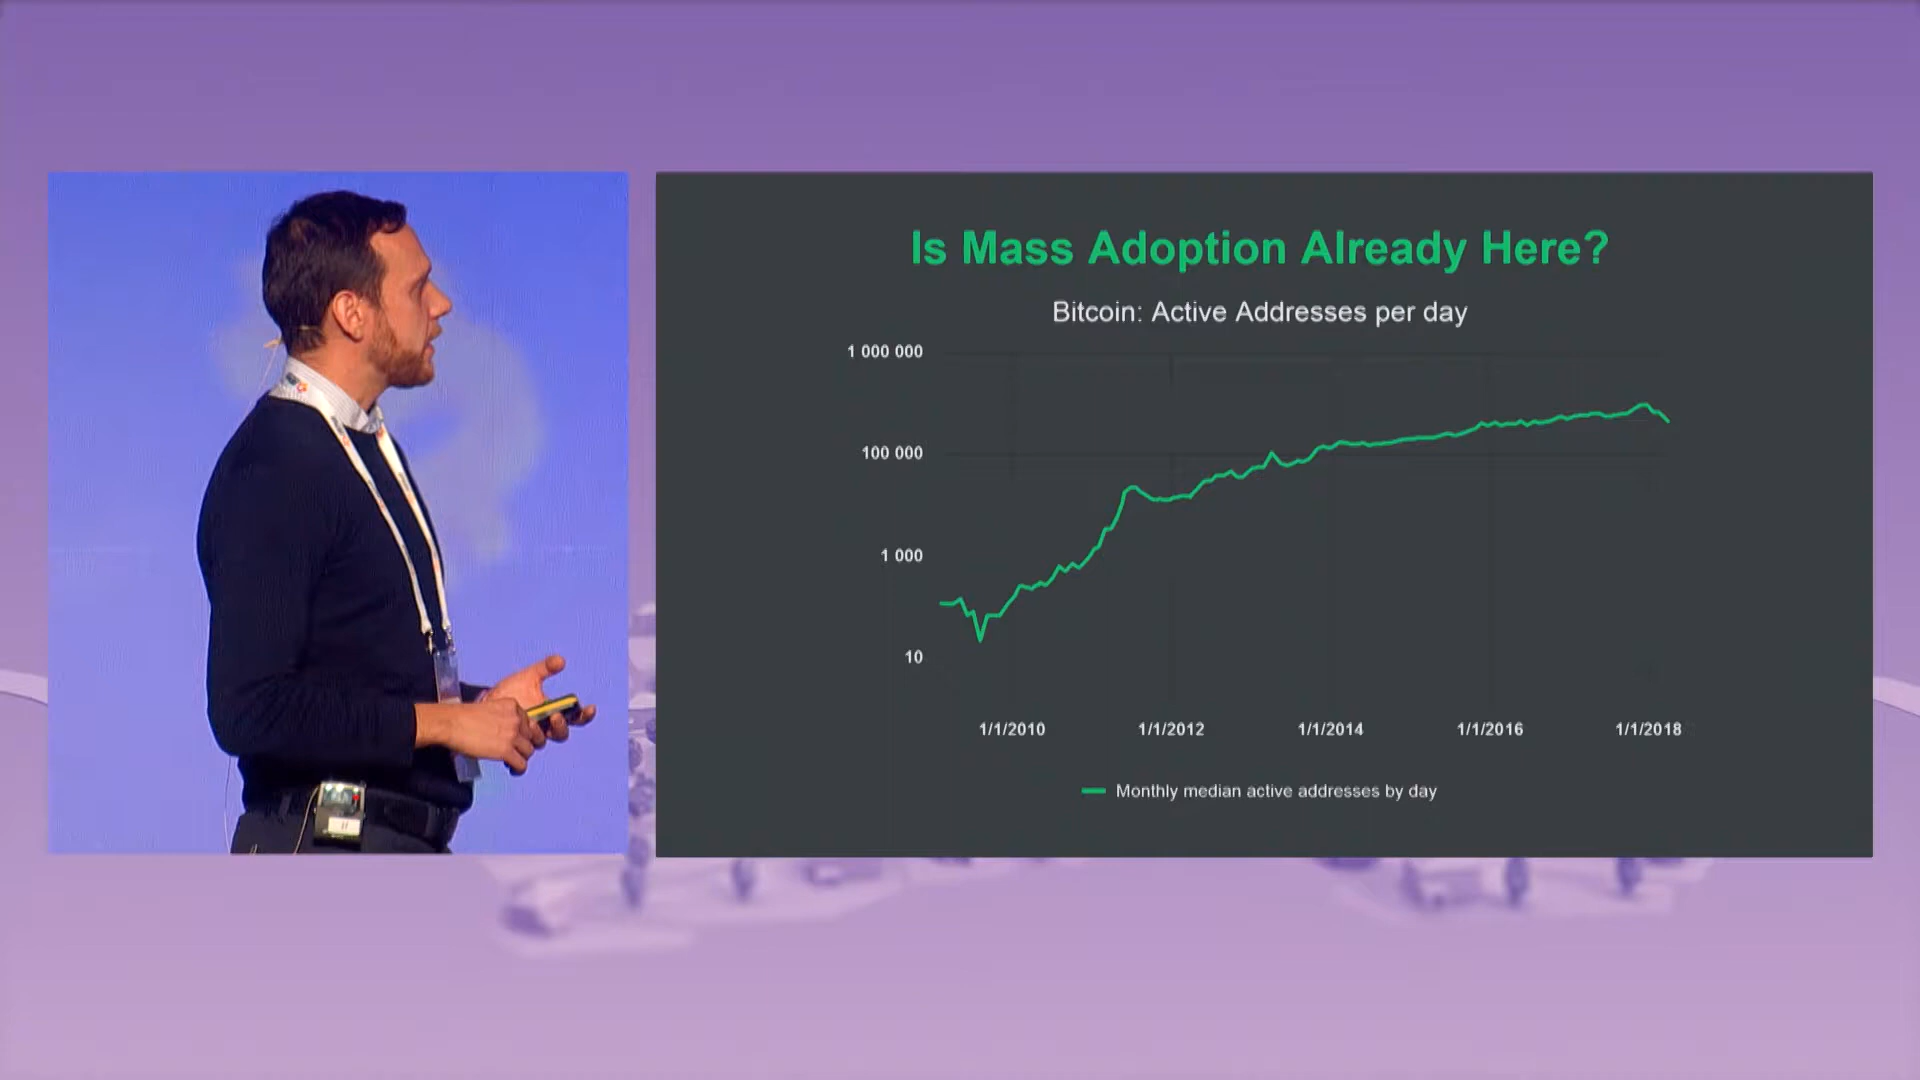 Is Mass Adoption Already Here?
Bitcoin: Active Addresses per day
1 000 000
100 000
1 000
10
1/1/2010 1/1/2012 1/1/2014 1/1/2016 1/1/2018
Monthly median active addresses by day